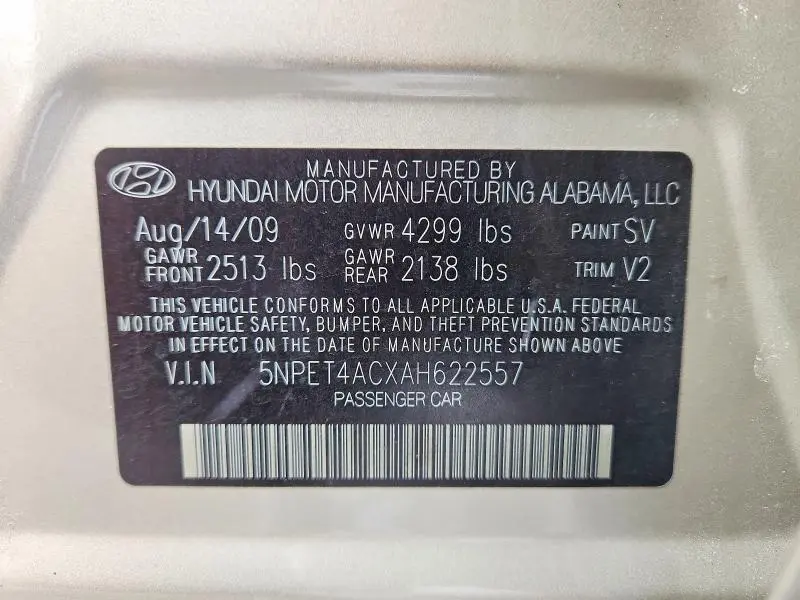 MANUFACTURED BY
HYUNDAI MOTOR MANUFACTURING ALABAMA, LLC
Aug/14/09 GVWR 4299 lbs PAINT SV
GAWR FRONT 2513 lbs GAWR REAR 2138 lbs TRIM V2
THIS VEHICLE CONFORMS TO ALL APPLICABLE U.S.A. FEDERAL
MOTOR VEHICLE SAFETY, BUMPER, AND THEFT PREVENTION STANDARDS
IN EFFECT ON THE DATE OF MANUFACTURE SHOWN ABOVE.
V.I.N 5NPET4ACXAH622557
PASSENGER CAR